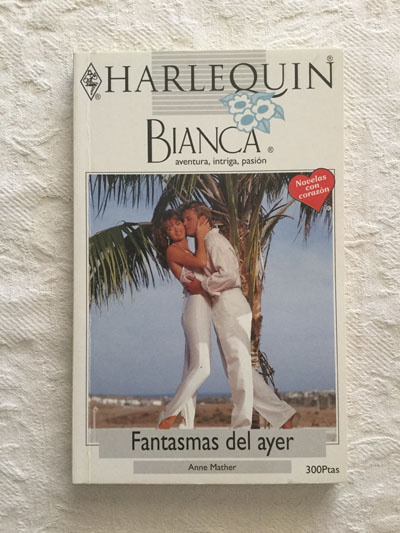 HARLEQUIN®
BIANCA®
aventura, intriga, pasión
Novelas
con
corazón
Fantasmas del ayer
Anne Mather
300Ptas